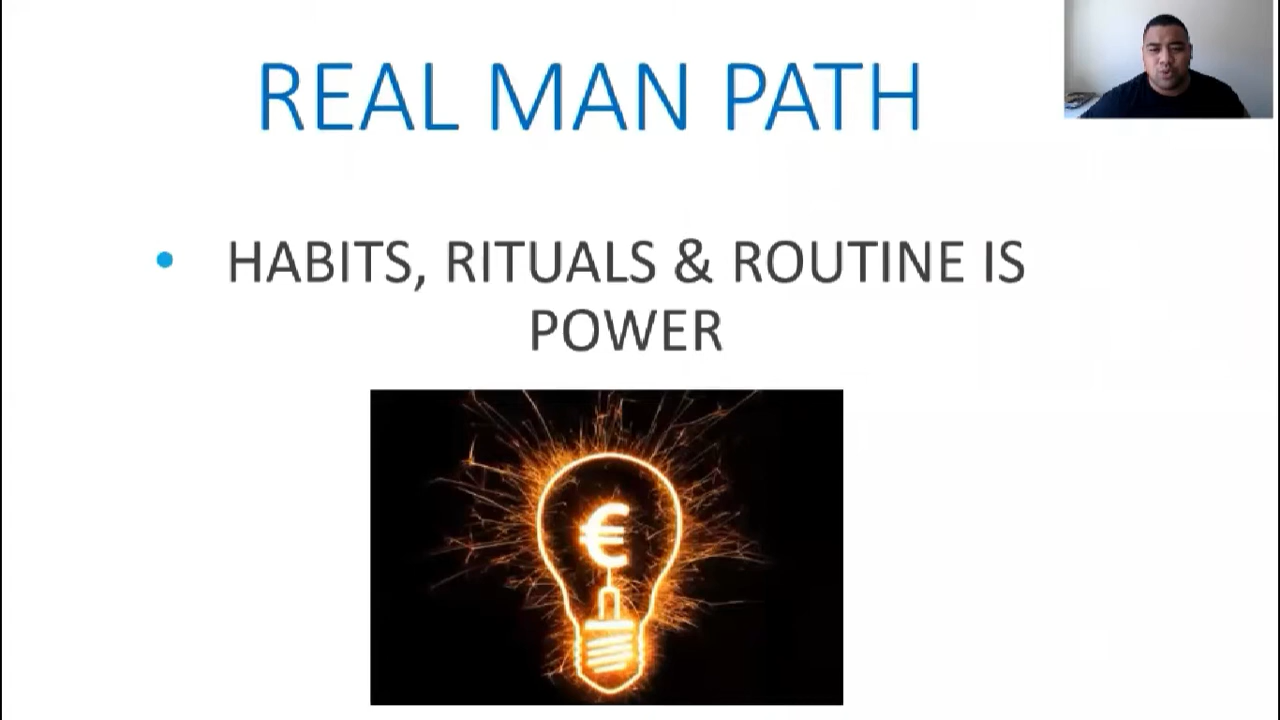 REAL MAN PATH
• HABITS, RITUALS & ROUTINE IS
POWER
€